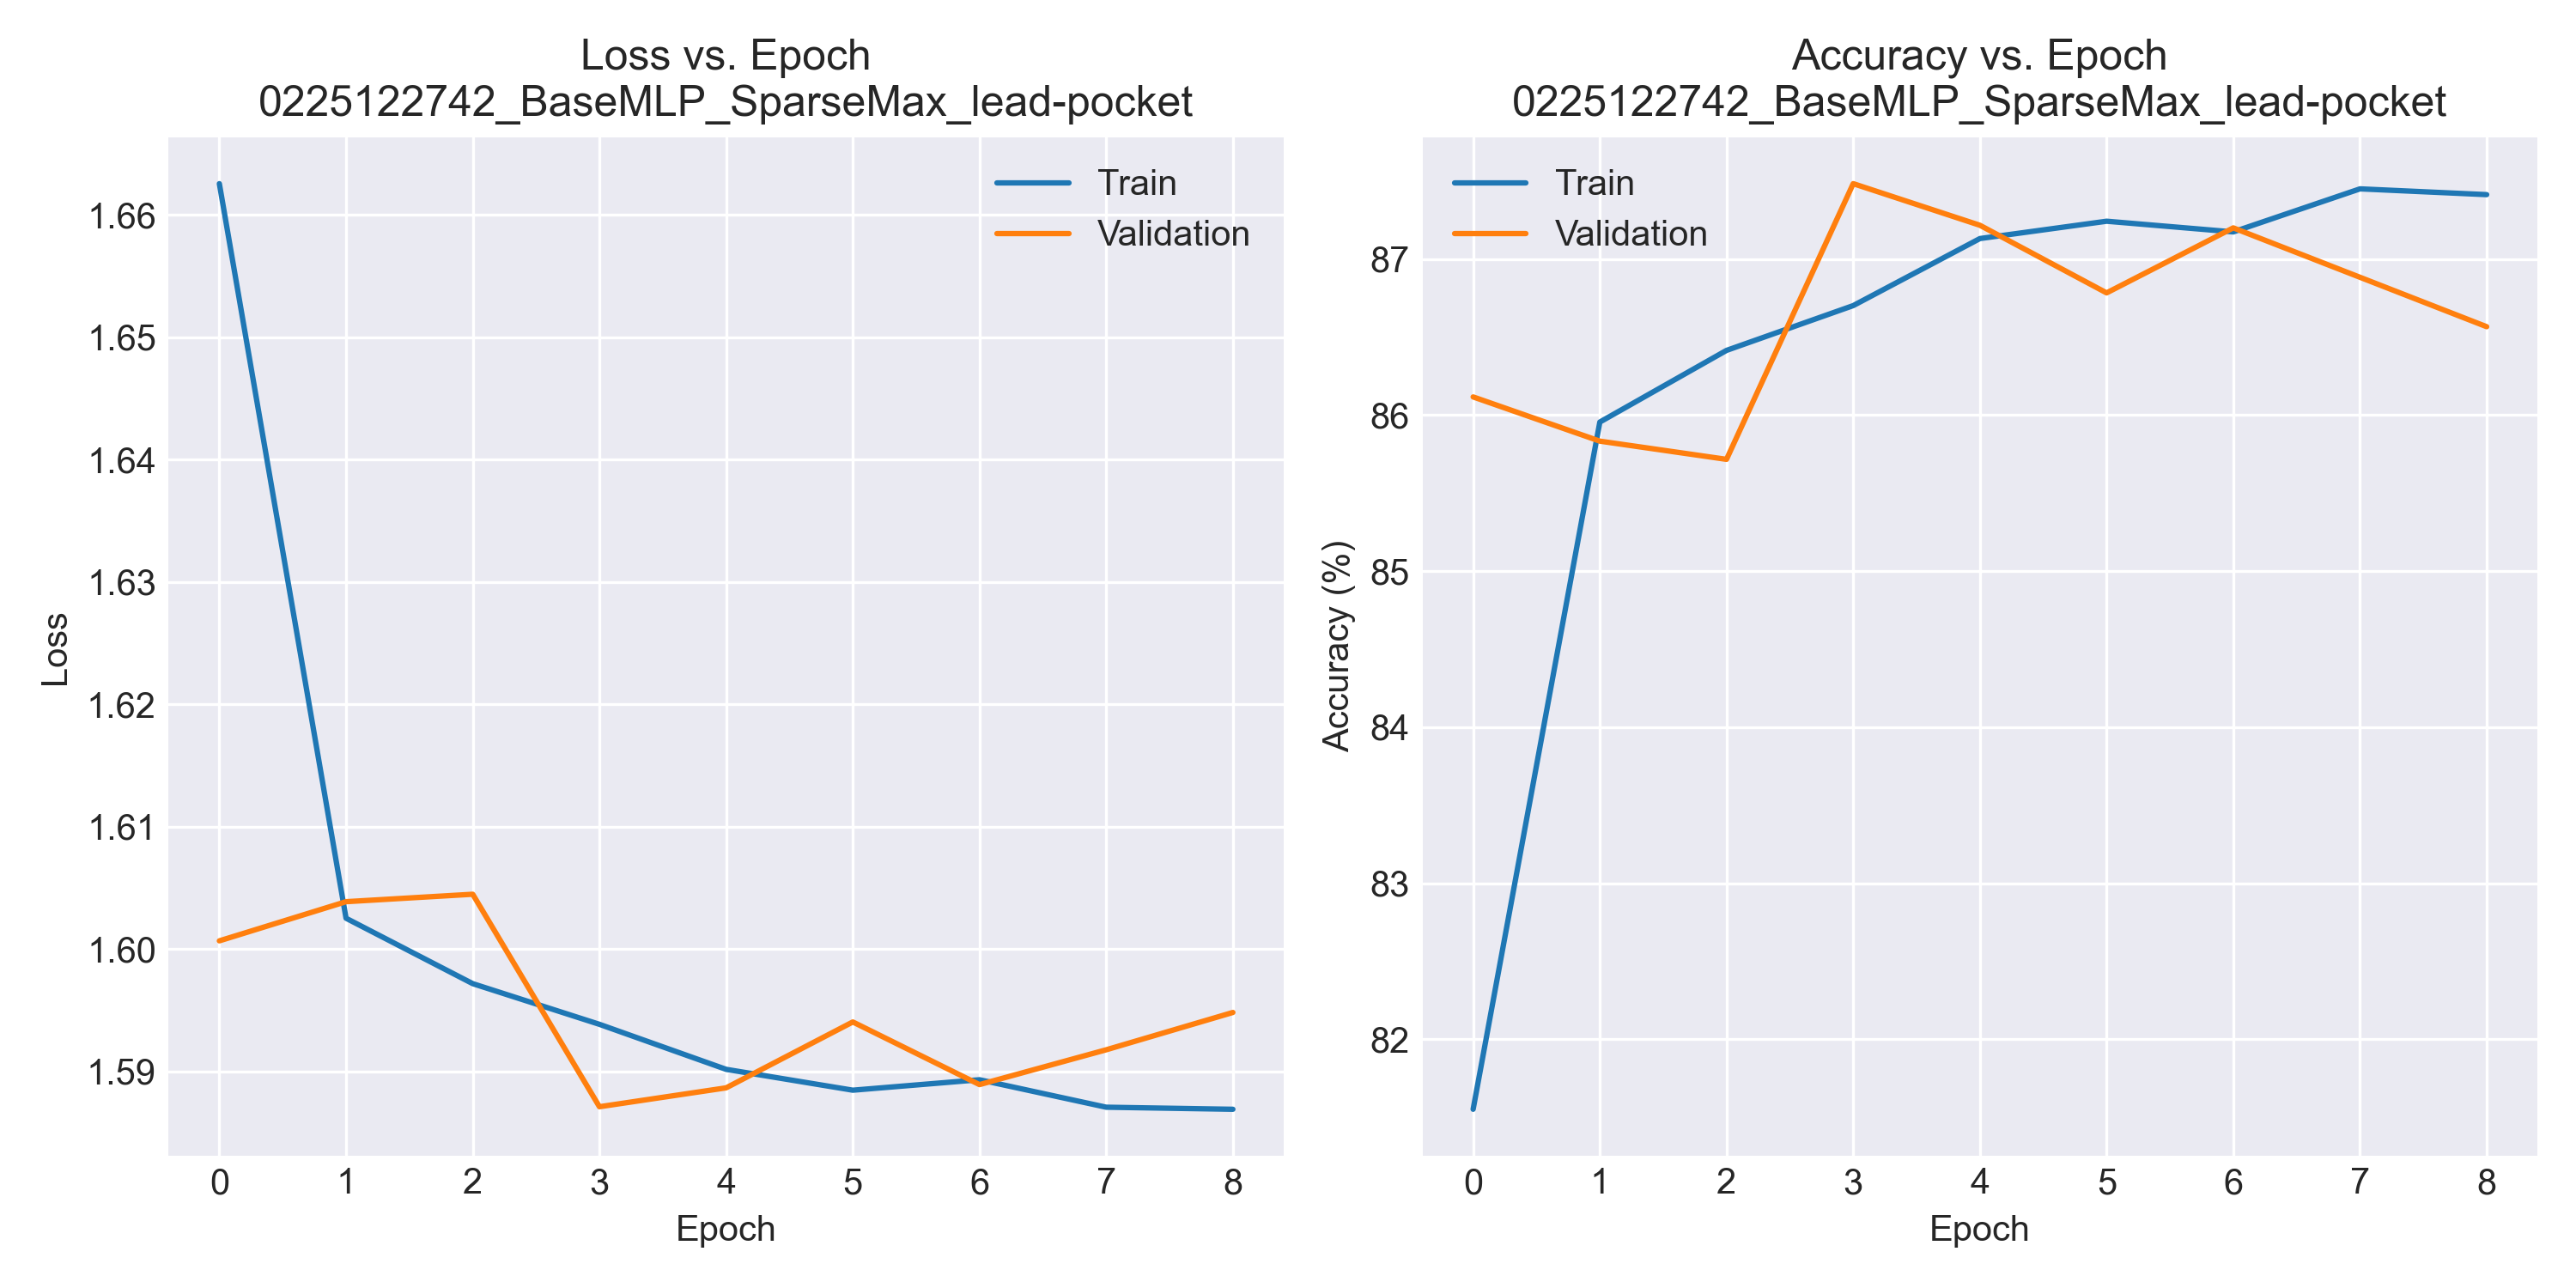 Loss vs. Epoch
0225122742_BaseMLP_SparseMax_lead-pocket
Train
Validation
1.66
1.65
1.64
1.63
1.62
1.61
1.60
1.59
Loss
0 1 2 3 4 5 6 7 8
Epoch
Accuracy vs. Epoch
0225122742_BaseMLP_SparseMax_lead-pocket
Train
Validation
87
86
85
84
83
82
Accuracy (%)
0 1 2 3 4 5 6 7 8
Epoch